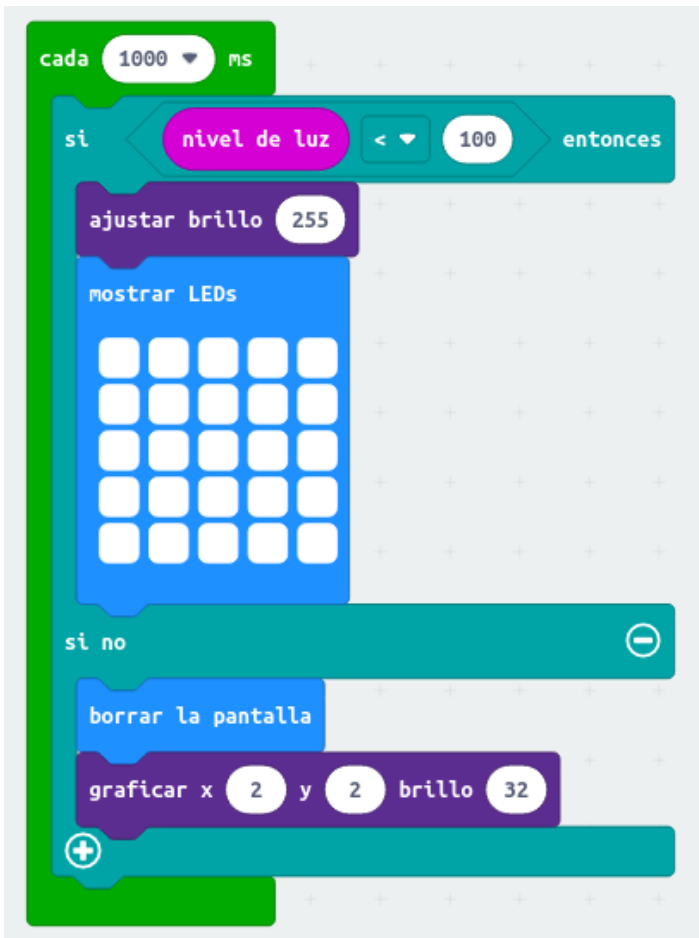 cada 1000 ms
si nivel de luz < 100 entonces
ajustar brillo 255
mostrar LEDs
si no
borrar la pantalla
graficar x 2 y 2 brillo 32